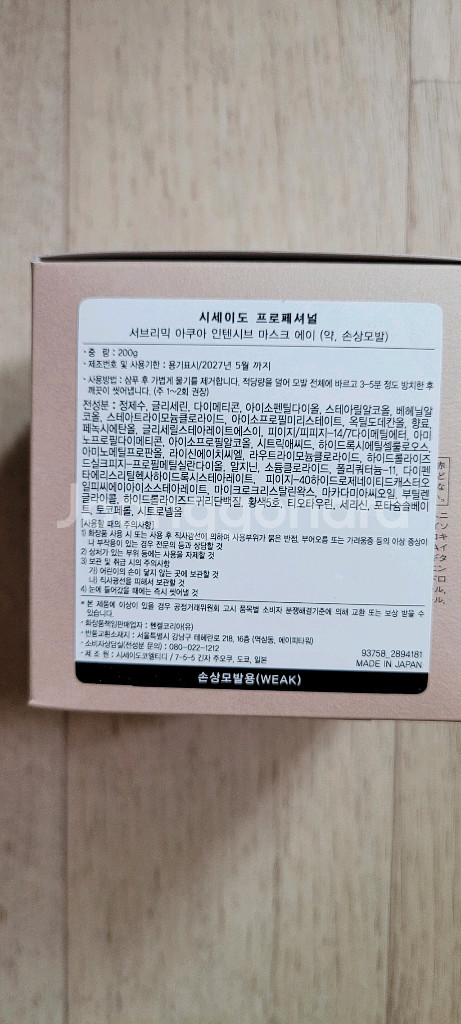 시세이도 프로페셔널
서브리믹 아쿠아 인텐시브 마스크 에이 (약, 손상모발)
· 중 량 : 200g
· 제조번호 및 사용기한 : 용기표시/2027년 5월 까지
· 사용방법 : 샴푸 후 가볍게 물기를 제거합니다. 적당량을 덜어 모발 전체에 바르고 3-5분 정도 방치한 후
깨끗이 씻어냅니다. (주 1~2회 권장)
전성분 : 정제수, 글리세린, 다이메티콘, 아이소펜틸다이올, 스테아릴알코올, 베헤닐알
코올, 스테아트라이모늄클로라이드, 아이소프로필미리스테이트, 옥틸도데칸올, 향료,
페녹시에탄올, 글리세릴스테아레이트에스이, 피이지/피피지-14/7다이메틸에터, 아미
노프로필다이메티콘, 아이소프로필알코올, 시트릭애씨드, 하이드록시에틸셀룰로오스,
아미노메틸프로판올, 라이신에이치씨엘, 라우트라이모늄클로라이드, 하이드롤라이즈
드실크피지-프로필메틸실란다이올, 알지닌, 소듐클로라이드, 폴리쿼터늄-11, 다이펜
타에리스리틸헥사하이드록시스테아레이트, 피이지-40하이드로제네이티드캐스터오
일피씨에이아이소스테아레이트, 마이크로크리스탈린왁스, 마카다미아씨오일, 부틸렌
글라이콜, 하이드롤라이즈드귀리단백질, 황색5호, 티오타우린, 세리신, 포타슘솔베이
트, 토코페롤, 시트로넬올
[사용할 때의 주의사항]
1) 화장품 사용 시 또는 사용 후 직사광선에 의하여 사용부위가 붉은 반점, 부어오름 또는 가려움증 등의 이상 증상이
나 부작용이 있는 경우 전문의 등과 상담할 것
2) 상처가 있는 부위 등에는 사용을 자제할 것
3) 보관 및 취급 시의 주의사항
가) 어린이의 손이 닿지 않는 곳에 보관할 것
나) 직사광선을 피해서 보관할 것
4) 눈에 들어갔을 때에는 즉시 씻어낼 것
* 본 제품에 이상이 있을 경우 공정거래위원회 고시 품목별 소비자 분쟁해결기준에 의해 교환 또는 보상 받을 수
있습니다.
· 화장품책임판매업자 : 헨켈코리아(유)
· 반품교환소재지 : 서울특별시 강남구 테헤란로 218, 16층 (역삼동, 에이피타워)
· 소비자상담실(전성분 문의) : 080-022-1212
· 제 조 원 : 시세이도코엘티디 / 7-5-5 긴자 주오쿠, 도쿄, 일본
93758_2894181
MADE IN JAPAN
손상모발용(WEAK)